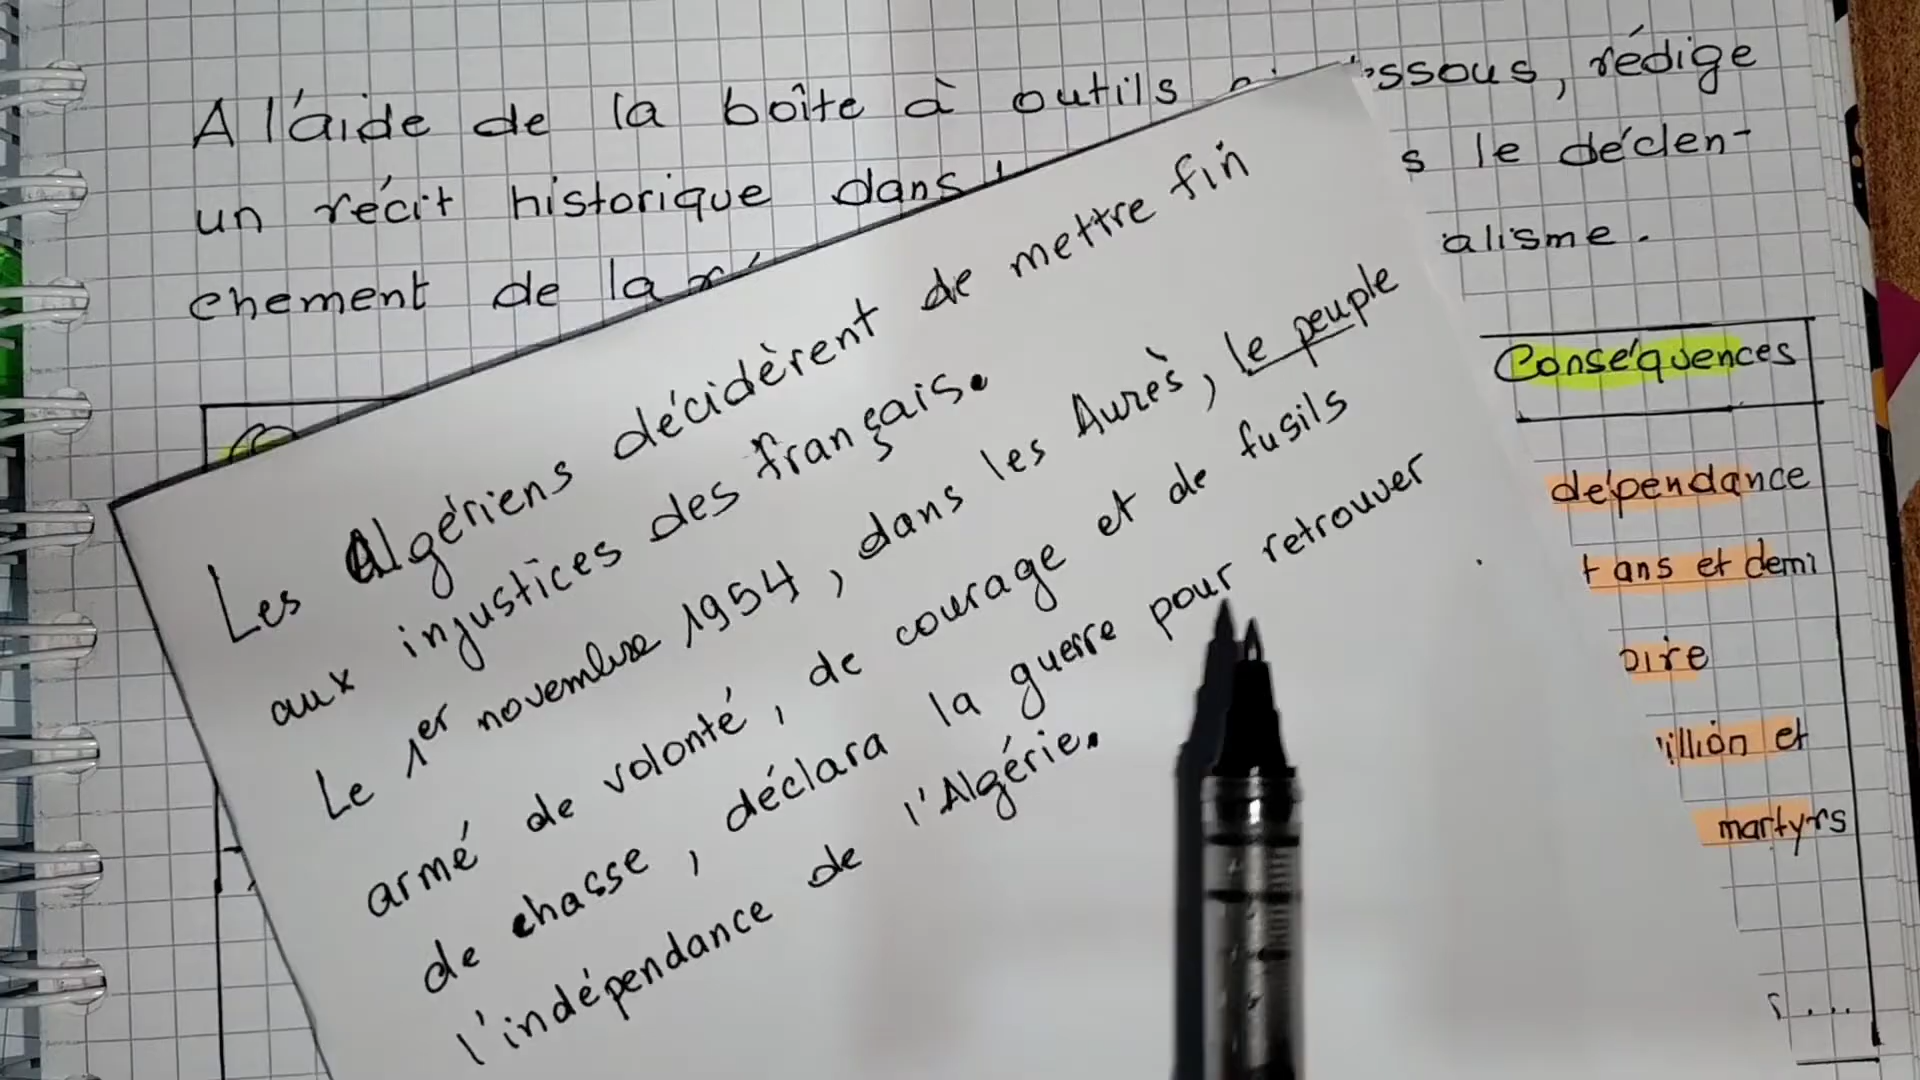 A l'aide de la boîte à outils ssous, rédige
un récit historique dans s le déclen-
chement de la alisme.
Conséquences
dépendance
t ans et demi
oire
illion et
martyrs
Les Algériens décidèrent de mettre fin
aux injustices des français.
Le 1er novembre 1954, dans les Aurès, le peuple
armé de volonté, de courage et de fusils
de chasse, déclara la guerre pour retrouver
l'indépendance de l'Algérie.